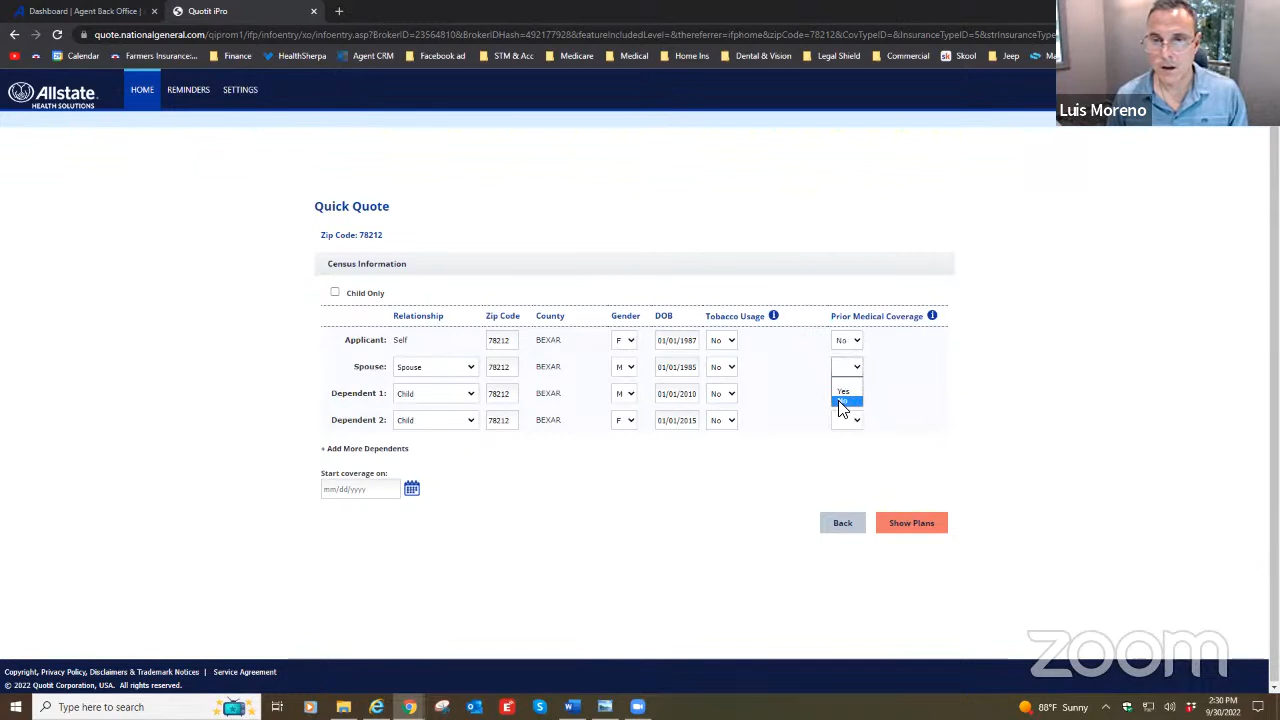 Dashboard | Agent Back Office |
Quotit iPro
quote.nationalgeneral.com/qiprom1/ifp/infoentry/xo/infoentry.asp?BrokerID=23564810&BrokerIDHash=492177928&featureIncludedLevel=&thereferrer=ifphome&zipCode=78212&CovTypeID=&InsuranceTypeID=5&strInsuranceType
Calendar
Farmers Insurance:...
Finance
HealthSherpa
Agent CRM
Facebook as
STM & Acc
Medicare
Medical
Home Ins
Dental & Vision
Legal Shield
Commercial
sk Skool
Jeep
Allstate
HEALTH SOLUTIONS
HOME
REMINDERS
SETTINGS
Luis Moreno
Quick Quote
Zip Code: 78212
Census Information
Child Only
Relationship Zip Code County Gender DOB Tobacco Usage Prior Medical Coverage
Applicant: Self 78212 BEXAR F 01/01/1987 No No
Spouse: Spouse 78212 BEXAR M 01/01/1985 No
Yes
Dependent 1: Child 78212 BEXAR M 01/01/2010 No
Dependent 2: Child 78212 BEXAR F 01/01/2015 No
+ Add More Dependents
Start coverage on:
mm/dd/yyyy
Back
Show Plans
zoom
Copyright, Privacy Policy, Disclaimers & Trademark Notices | Service Agreement
© 2022 Quotit Corporation, USA. All rights reserved.
Type here to search
88°F Sunny
2:30 PM
9/30/2022